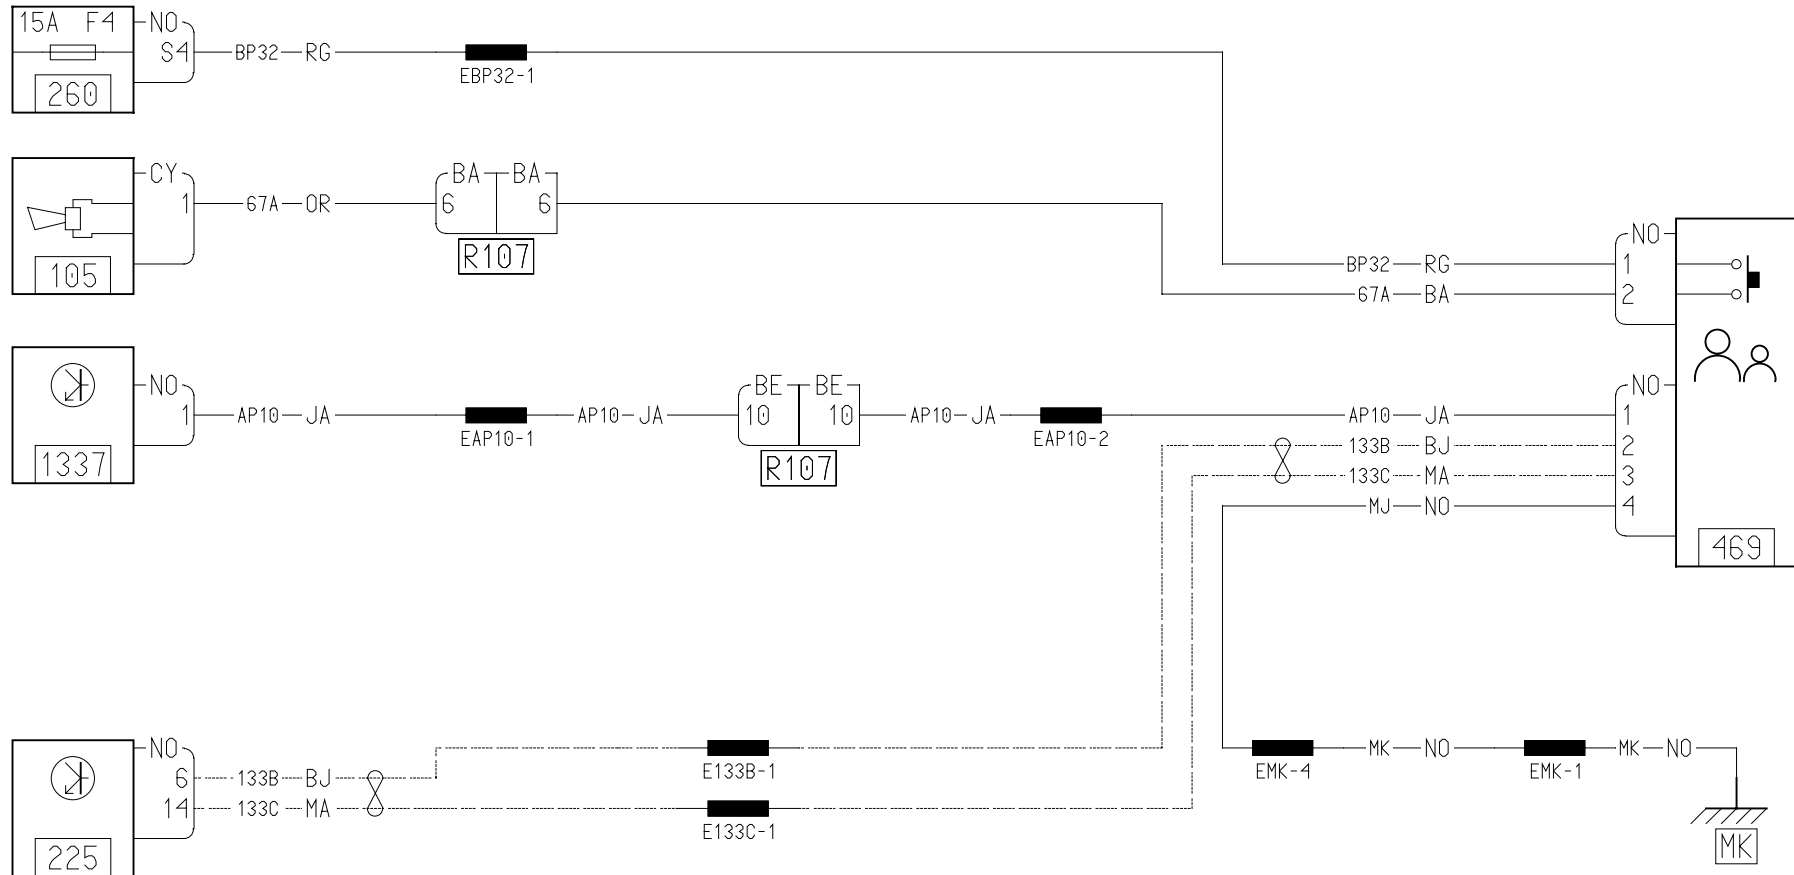 15A F4 NO
S4 BP32 RG
EBP32-1
260
CY BA BA
1 67A OR 6 6
R107
105
NO
1 BP32 RG
2 67A BA
NO BE BE NO
1 AP10 JA AP10 JA 10 10 AP10 JA AP10 JA 1
EAP10-1 EAP10-2
133B BJ 2
1337 R107
133C MA 3
MJ NO 4
469
NO
6 133B BJ E133B-1
MK NO MK NO
EMK-4 EMK-1
14 133C MA
E133C-1
225 MK